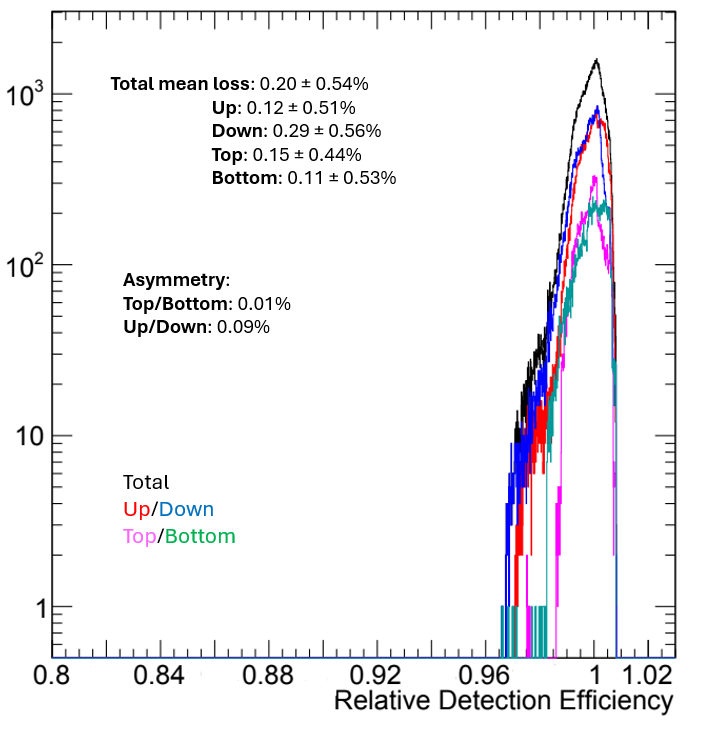 Total mean loss: 0.20 ± 0.54%
Up: 0.12 ± 0.51%
Down: 0.29 ± 0.56%
Top: 0.15 ± 0.44%
Bottom: 0.11 ± 0.53%
Asymmetry:
Top/Bottom: 0.01%
Up/Down: 0.09%
Total
Up/Down
Top/Bottom
10³
10²
10
1
0.8 0.84 0.88 0.92 0.96 1 1.02
Relative Detection Efficiency